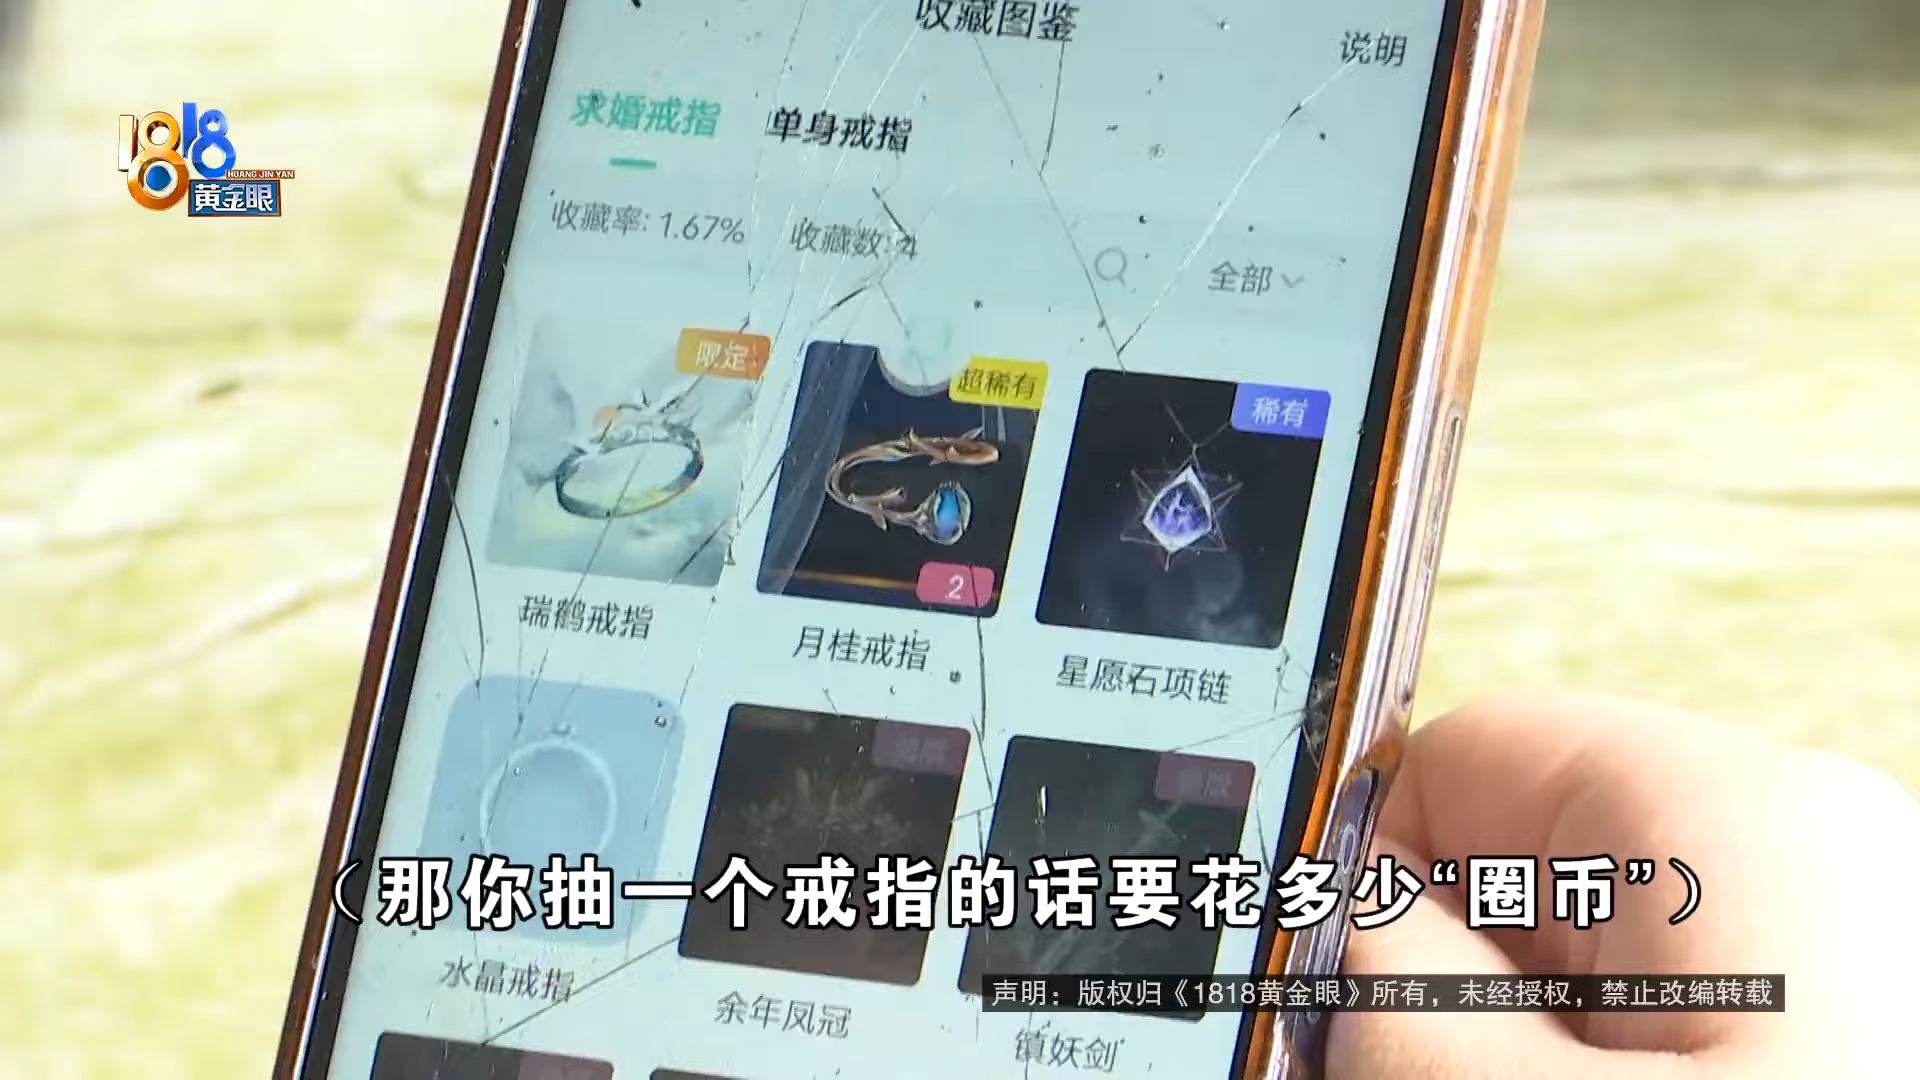 收藏图鉴
说明
1818
HUANG JIN YAN
黄金眼
求婚戒指 单身戒指
收藏率: 1.67% 收藏数: 4
全部
限定
超稀有
稀有
2
瑞鹤戒指
月桂戒指
星愿石项链
绝版
绝版
（那你抽一个戒指的话要花多少“圈币”）
水晶戒指
余年凤冠
镇妖剑
声明：版权归《1818黄金眼》所有，未经授权，禁止改编转载